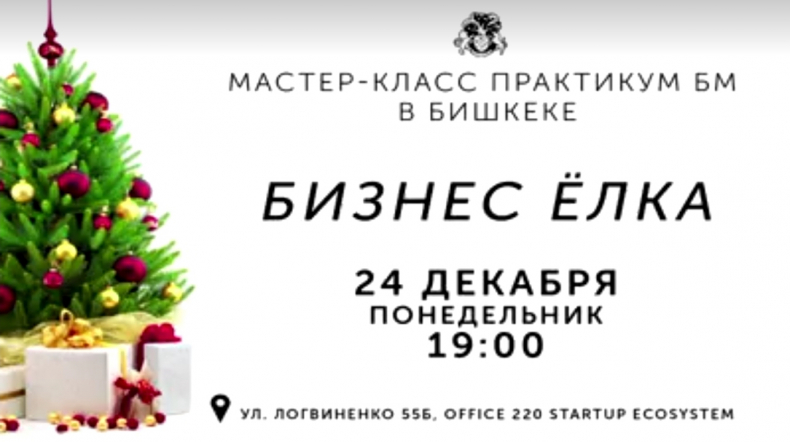 МАСТЕР-КЛАСС ПРАКТИКУМ БМ
В БИШКЕКЕ
БИЗНЕС ЁЛКА
24 ДЕКАБРЯ
ПОНЕДЕЛЬНИК
19:00
УЛ. ЛОГВИНЕНКО 55Б, OFFICE 220 STARTUP ECOSYSTEM